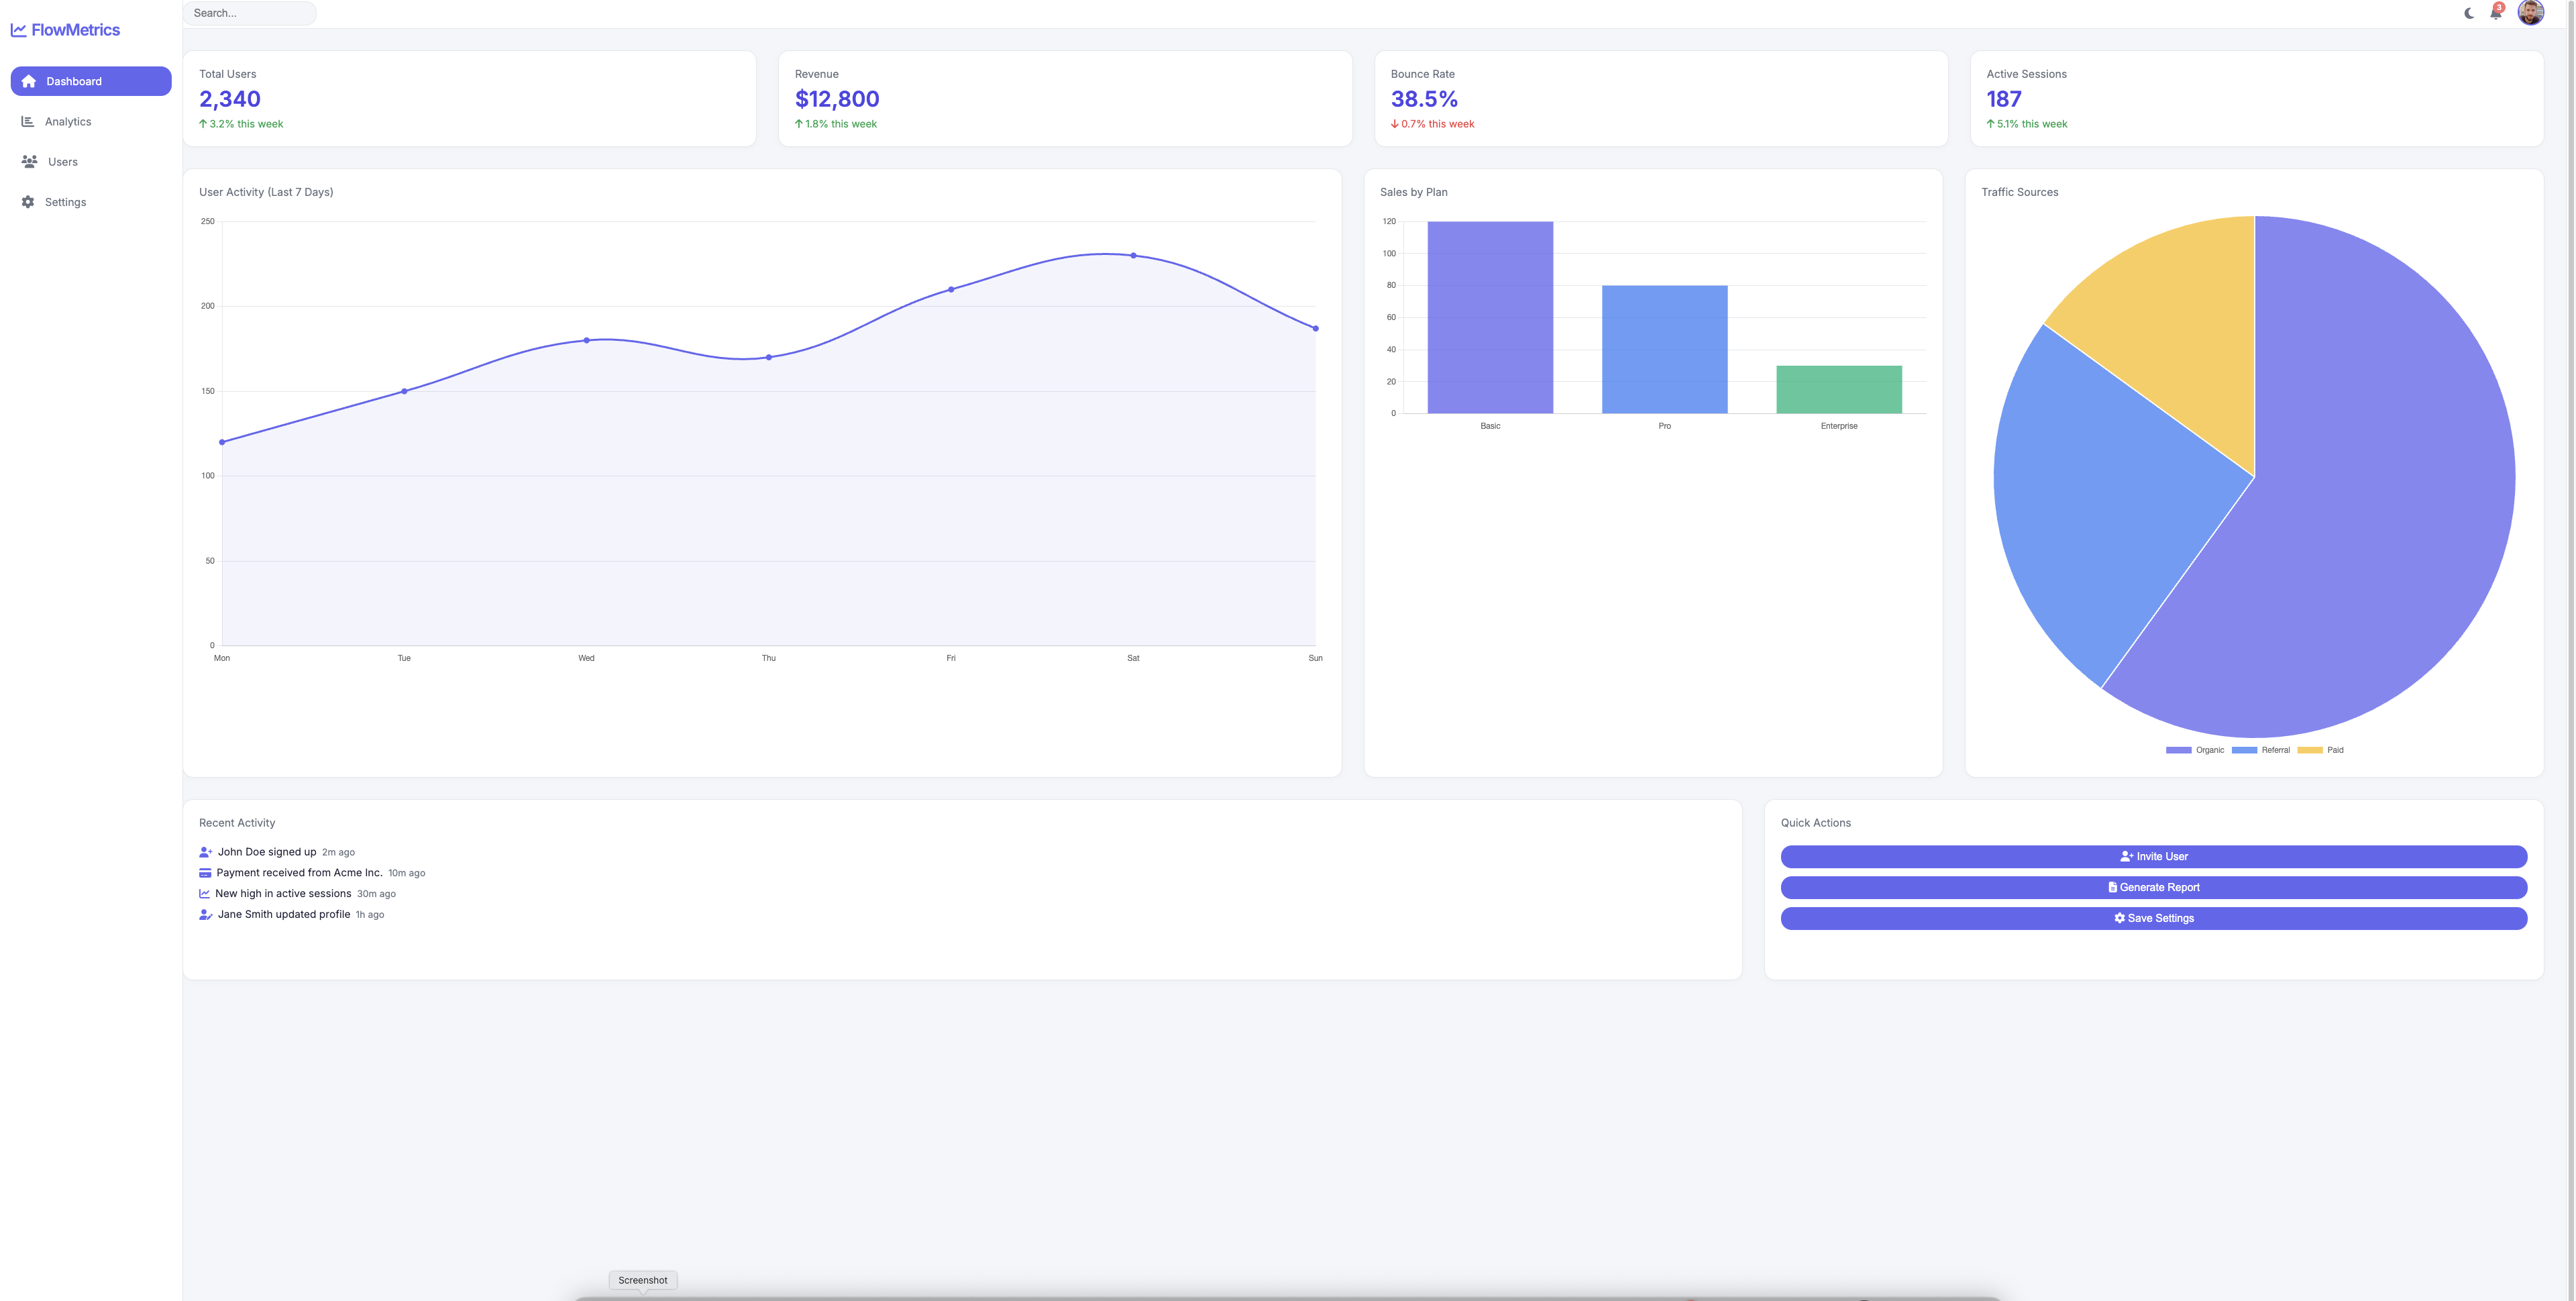 FlowMetrics
Dashboard
Analytics
Users
Settings
Search...
3
Total Users
2,340
3.2% this week
Revenue
$12,800
1.8% this week
Bounce Rate
38.5%
0.7% this week
Active Sessions
187
5.1% this week
User Activity (Last 7 Days)
250
200
150
100
50
0
Mon Tue Wed Thu Fri Sat Sun
Sales by Plan
120
100
80
60
40
20
0
Basic Pro Enterprise
Traffic Sources
Organic Referral Paid
Recent Activity
John Doe signed up 2m ago
Payment received from Acme Inc. 10m ago
New high in active sessions 30m ago
Jane Smith updated profile 1h ago
Quick Actions
Invite User
Generate Report
Save Settings
Screenshot